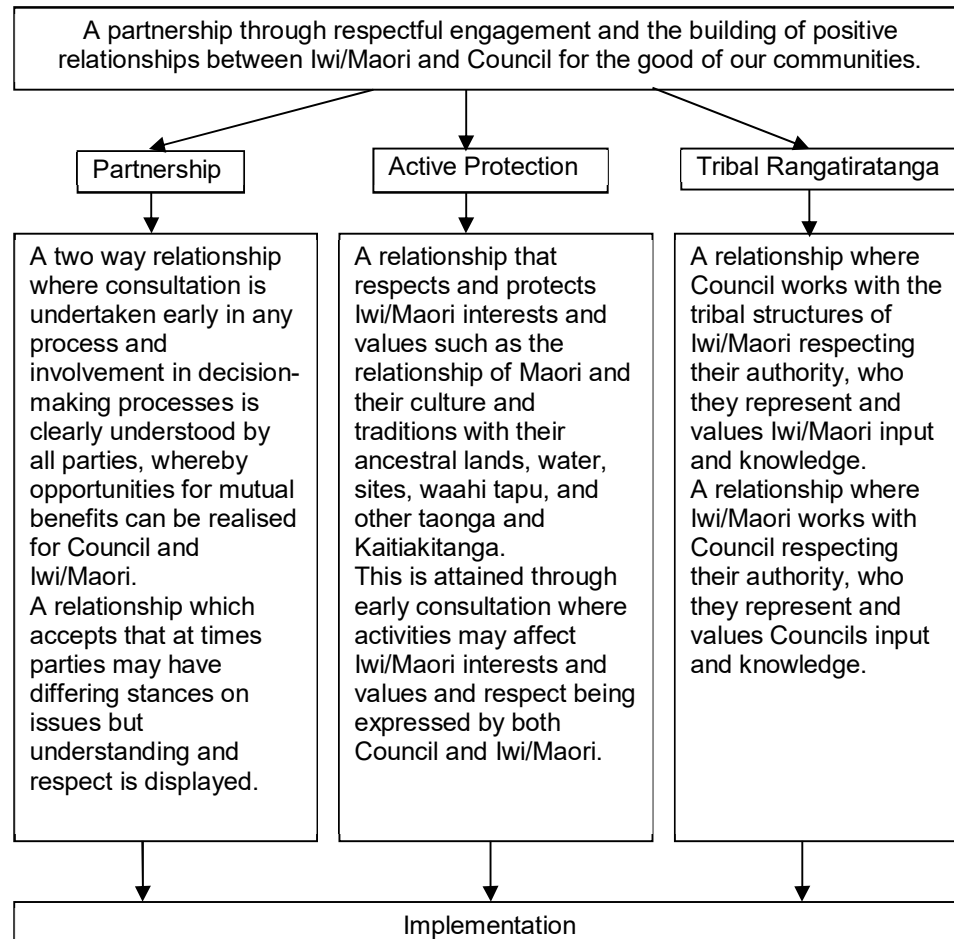 A partnership through respectful engagement and the building of positive
relationships between Iwi/Maori and Council for the good of our communities.
Partnership
Active Protection
Tribal Rangatiratanga
A two way relationship
where consultation is
undertaken early in any
process and
involvement in decision-
making processes is
clearly understood by
all parties, whereby
opportunities for mutual
benefits can be realised
for Council and
Iwi/Maori.
A relationship which
accepts that at times
parties may have
differing stances on
issues but
understanding and
respect is displayed.
A relationship that
respects and protects
Iwi/Maori interests and
values such as the
relationship of Maori and
their culture and
traditions with their
ancestral lands, water,
sites, waahi tapu, and
other taonga and
Kaitiakitanga.
This is attained through
early consultation where
activities may affect
Iwi/Maori interests and
values and respect being
expressed by both
Council and Iwi/Maori.
A relationship where
Council works with the
tribal structures of
Iwi/Maori respecting
their authority, who
they represent and
values Iwi/Maori input
and knowledge.
A relationship where
Iwi/Maori works with
Council respecting
their authority, who
they represent and
values Councils input
and knowledge.
Implementation